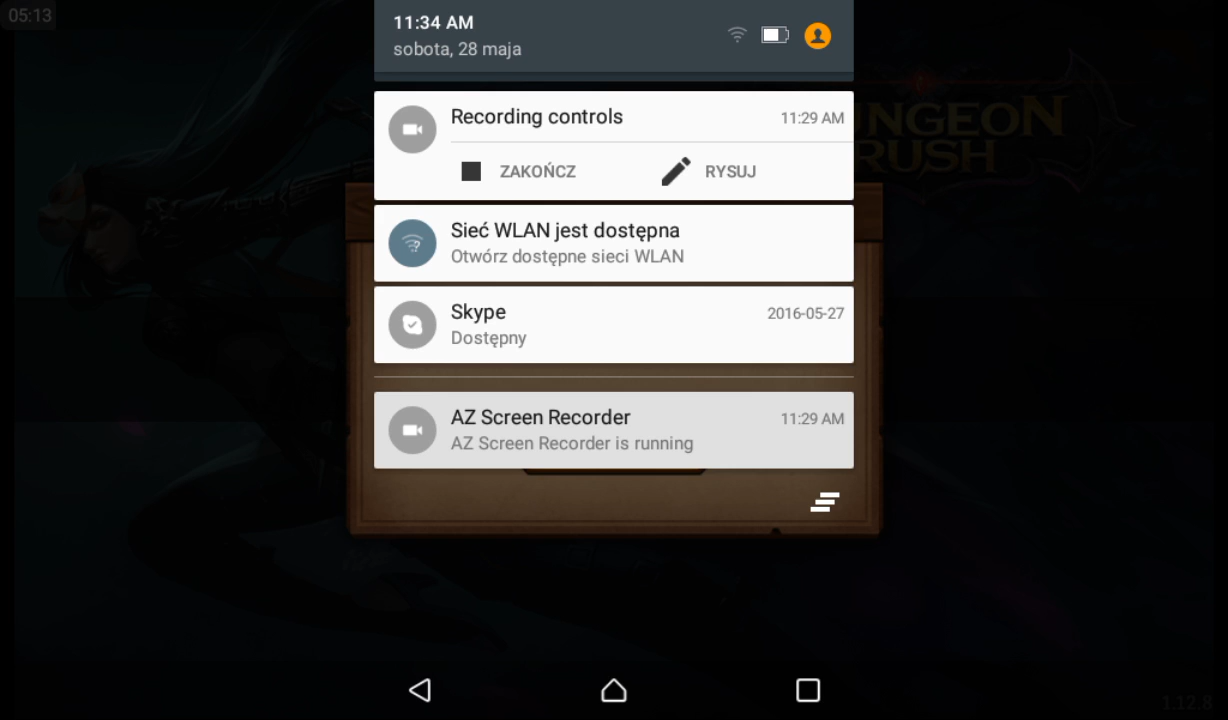 05:13
11:34 AM
sobota, 28 maja
Recording controls 11:29 AM
ZAKOŃCZ RYSUJ
Sieć WLAN jest dostępna
Otwórz dostępne sieci WLAN
Skype 2016-05-27
Dostępny
AZ Screen Recorder 11:29 AM
AZ Screen Recorder is running
NGEON
RUSH
1.12.8